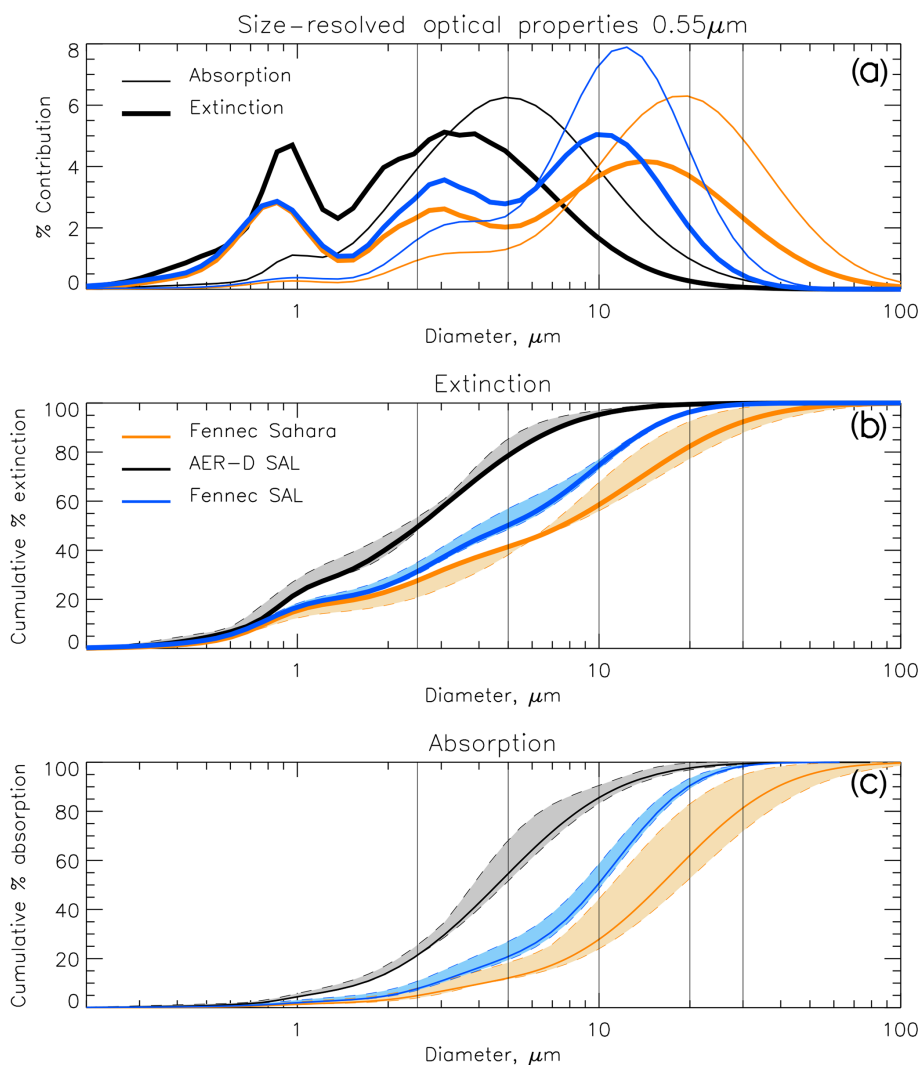 Size-resolved optical properties 0.55μm
(a)
Absorption
Extinction
% Contribution
8
6
4
2
0
1 10 100
Diameter, μm
Extinction
(b)
Fennec Sahara
AER-D SAL
Fennec SAL
Cumulative % extinction
100
80
60
40
20
0
1 10 100
Diameter, μm
Absorption
(c)
Cumulative % absorption
100
80
60
40
20
0
1 10 100
Diameter, μm